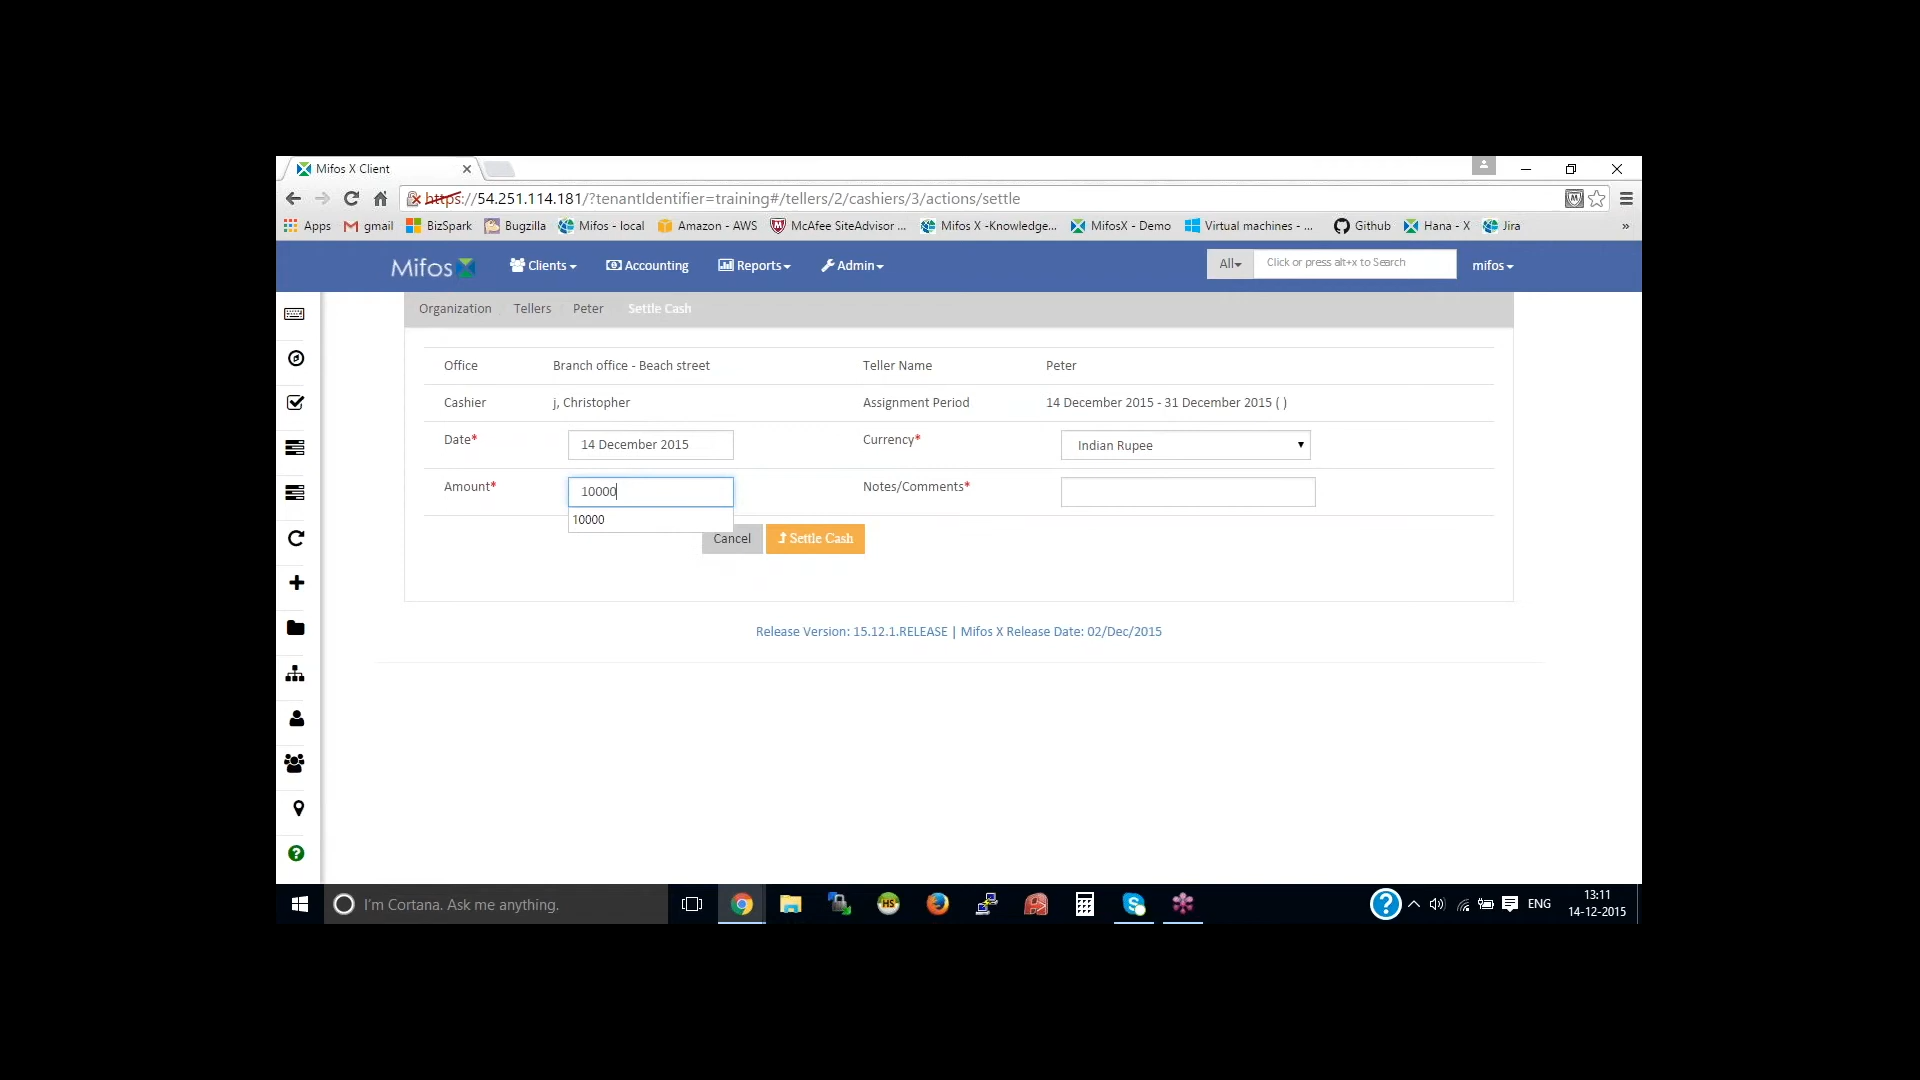 Mifos X Client
https://54.251.114.181/?tenantIdentifier=training#/tellers/2/cashiers/3/actions/settle
Apps gmail BizSpark Bugzilla Mifos - local Amazon - AWS McAfee SiteAdvisor ... Mifos X -Knowledge... MifosX - Demo Virtual machines - ... Github Hana - X Jira »
Mifos Clients Accounting Reports Admin All Click or press alt+x to Search mifos
Organization Tellers Peter Settle Cash
Office Branch office - Beach street Teller Name Peter
Cashier j, Christopher Assignment Period 14 December 2015 - 31 December 2015 ( )
Date* 14 December 2015 Currency* Indian Rupee
Amount* 10000 Notes/Comments*
10000
Cancel Settle Cash
Release Version: 15.12.1.RELEASE | Mifos X Release Date: 02/Dec/2015
I'm Cortana. Ask me anything. HS ENG 13:11
14-12-2015